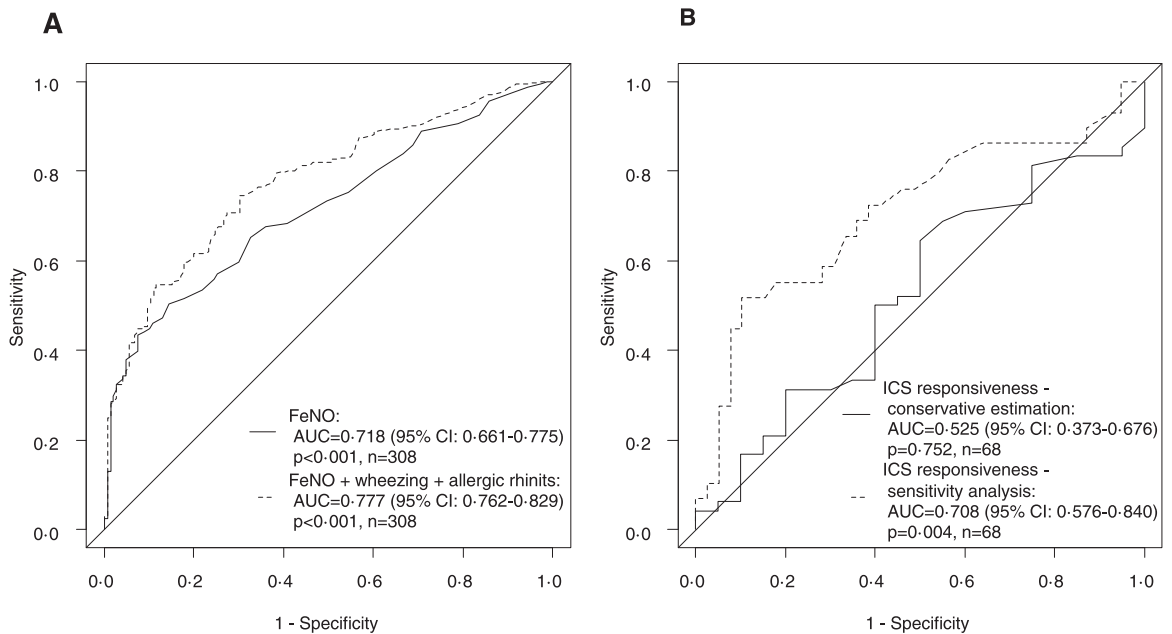 A
1·0
0·8
0·6
0·4
0·2
0·0
Sensitivity
FeNO:
AUC=0·718 (95% CI: 0·661-0·775)
p<0·001, n=308
FeNO + wheezing + allergic rhinits:
AUC=0·777 (95% CI: 0·762-0·829)
p<0·001, n=308
0·0 0·2 0·4 0·6 0·8 1·0
1 - Specificity
B
1·0
0·8
0·6
0·4
0·2
0·0
Sensitivity
ICS responsiveness -
conservative estimation:
AUC=0·525 (95% CI: 0·373-0·676)
p=0·752, n=68
ICS responsiveness -
sensitivity analysis:
AUC=0·708 (95% CI: 0·576-0·840)
p=0·004, n=68
0·0 0·2 0·4 0·6 0·8 1·0
1 - Specificity